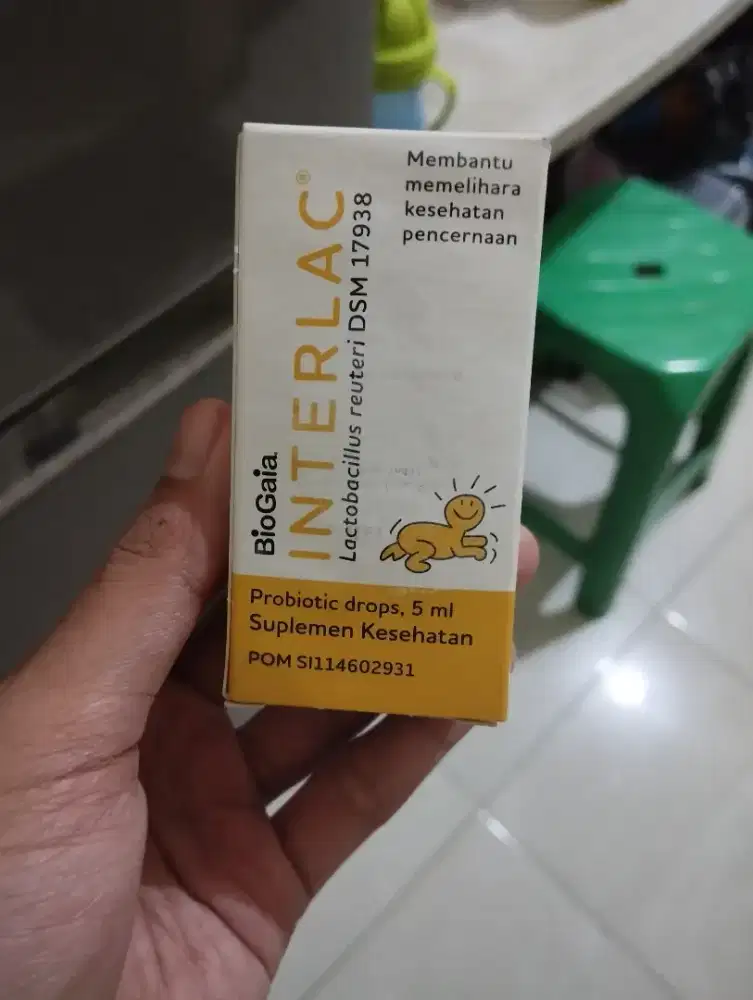 Membantu
memelihara
kesehatan
pencernaan
BioGaia
INTERLAC®
Lactobacillus reuteri DSM 17938
Probiotic drops, 5 ml
Suplemen Kesehatan
POM SI114602931